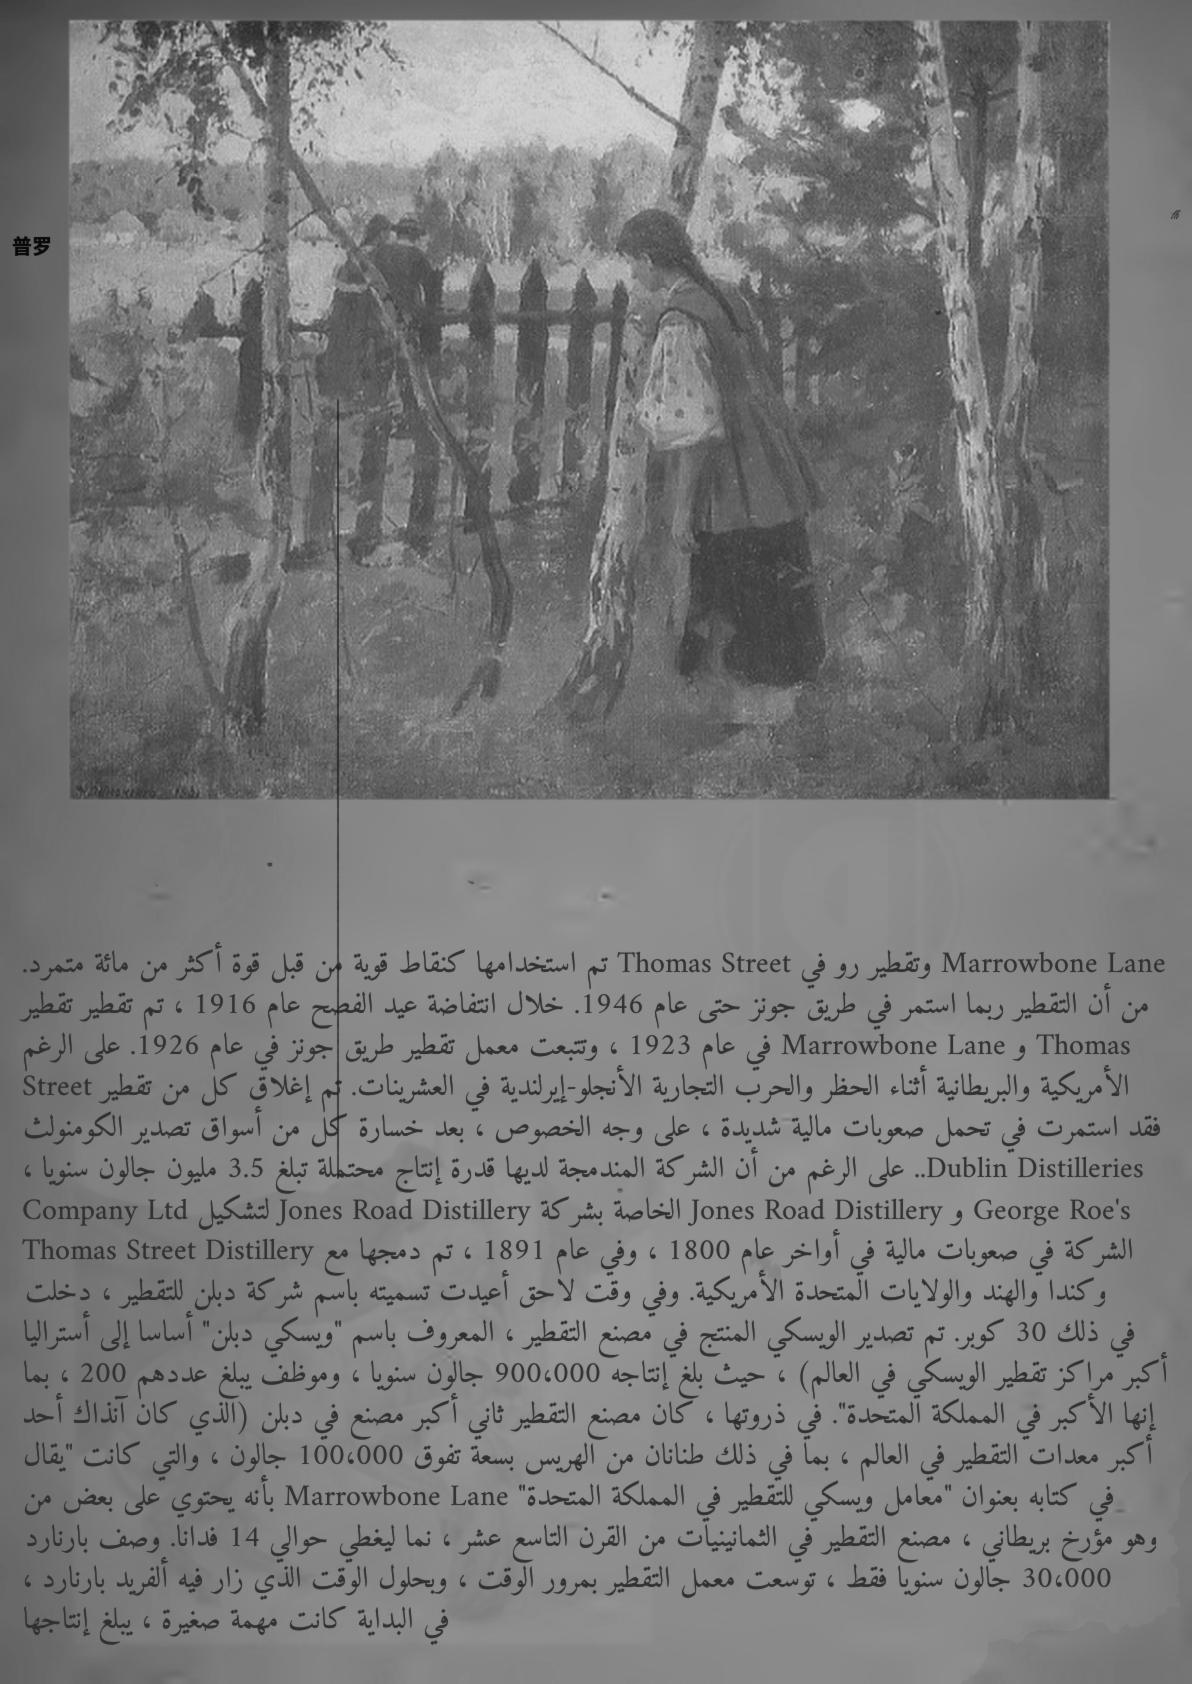 普罗
Marrowbone Lane وتقطير رو في Thomas Street تم استخدامها كنقاط قوية من قبل قوة أكثر من مائة متمرد.
من أن التقطير ربما استمر في طريق جونز حتى عام 1946. خلال انتفاضة عيد الفصح عام 1916 ، تم تقطير تقطير
Thomas و Marrowbone Lane في عام 1923 ، وتتبعت معمل تقطير طريق جونز في عام 1926. على الرغم
الأمريكية والبريطانية أثناء الحظر والحرب التجارية الأنجلو-إيرلندية في العشرينات. تم إغلاق كل من تقطير Street
فقد استمرت في تحمل صعوبات مالية شديدة ، على وجه الخصوص ، بعد خسارة كل من أسواق تصدير الكومنولث
Dublin Distilleries.. على الرغم من أن الشركة المندمجة لديها قدرة إنتاج محتملة تبلغ 3.5 مليون جالون سنويا ،
George Roe's و Jones Road Distillery الخاصة بشركة Jones Road Distillery لتشكيل Company Ltd
الشركة في صعوبات مالية في أواخر عام 1800 ، وفي عام 1891 ، تم دمجها مع Thomas Street Distillery
وكندا والهند والولايات المتحدة الأمريكية. وفي وقت لاحق أعيدت تسميته باسم شركة دبلن للتقطير ، دخلت
في ذلك 30 كوبر. تم تصدير الويسكي المنتج في مصنع التقطير ، المعروف باسم "ويسكي دبلن" أساسا إلى أستراليا
أكبر مراكز تقطير الويسكي في العالم) ، حيث بلغ إنتاجه 900،000 جالون سنويا ، وموظف يبلغ عددهم 200 ، بما
إنها الأكبر في المملكة المتحدة". في ذروتها ، كان مصنع التقطير ثاني أكبر مصنع في دبلن (الذي كان آنذاك أحد
أكبر معدات التقطير في العالم ، بما في ذلك طنانان من الهريس بسعة تفوق 100،000 جالون ، والتي كانت "يقال
في كتابه بعنوان "معامل ويسكي للتقطير في المملكة المتحدة" Marrowbone Lane بأنه يحتوي على بعض من
وهو مؤرخ بريطاني ، مصنع التقطير في الثمانينيات من القرن التاسع عشر ، نما ليغطي حوالي 14 فدانا. وصف بارنارد
30،000 جالون سنويا فقط ، توسعت معمل التقطير بمرور الوقت ، وبحلول الوقت الذي زار فيه ألفريد بارنارد ،
في البداية كانت مهمة صغيرة ، يبلغ إنتاجها